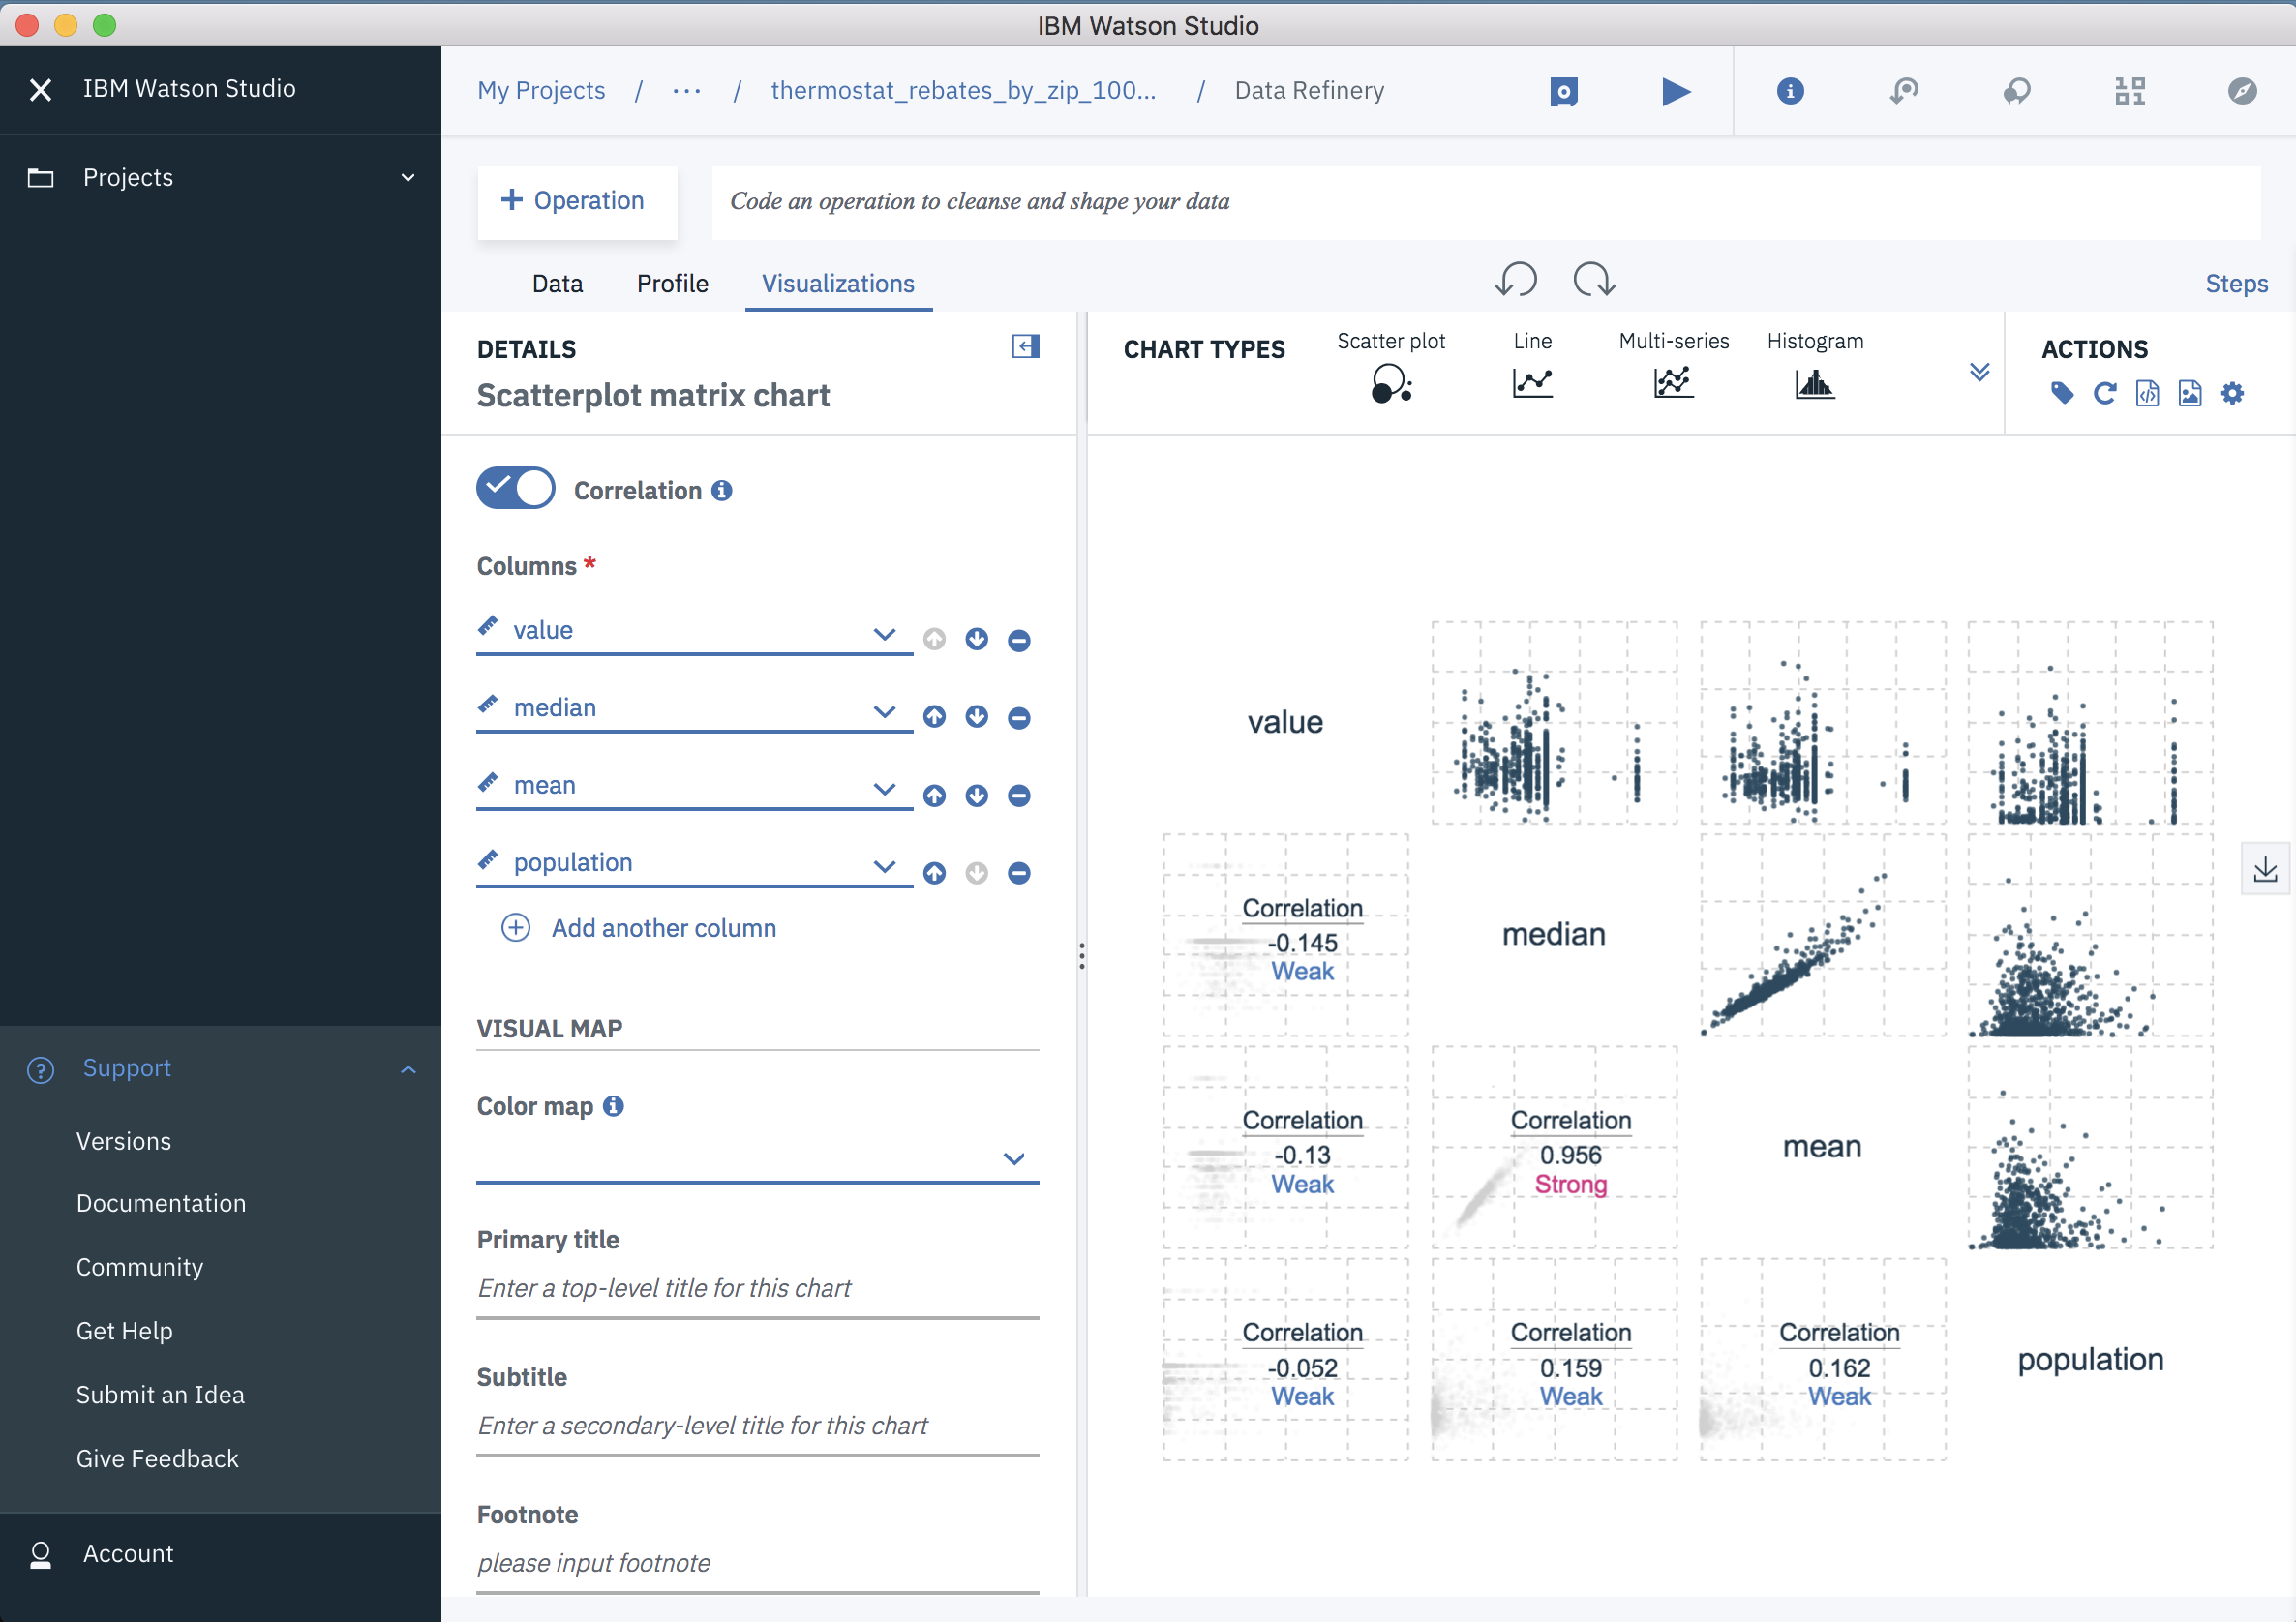 IBM Watson Studio
IBM Watson Studio
My Projects / ... / thermostat_rebates_by_zip_100... / Data Refinery
Projects
+ Operation
Code an operation to cleanse and shape your data
Data Profile Visualizations
Steps
DETAILS
Scatterplot matrix chart
CHART TYPES
Scatter plot
Line
Multi-series
Histogram
ACTIONS
Correlation
Columns *
value
median
mean
population
Add another column
VISUAL MAP
Color map
Primary title
Enter a top-level title for this chart
Subtitle
Enter a secondary-level title for this chart
Footnote
please input footnote
value
Correlation
-0.145
Weak
median
Correlation
-0.13
Weak
Correlation
0.956
Strong
mean
Correlation
-0.052
Weak
Correlation
0.159
Weak
Correlation
0.162
Weak
population
Support
Versions
Documentation
Community
Get Help
Submit an Idea
Give Feedback
Account